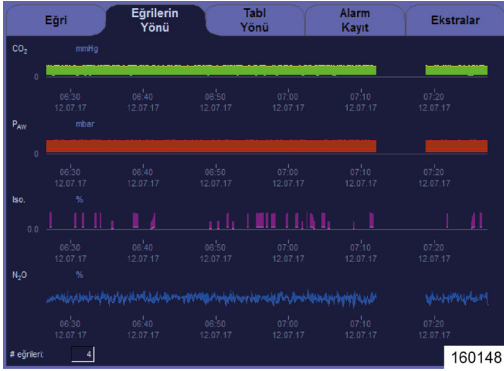 Eğri
Eğrilerin
Yönü
Tabl
Yönü
Alarm
Kayıt
Ekstralar
CO2 mmHg
0
06:30 06:40 06:50 07:00 07:10 07:20
12.07.17 12.07.17 12.07.17 12.07.17 12.07.17 12.07.17
PAW mbar
0
06:30 06:40 06:50 07:00 07:10 07:20
12.07.17 12.07.17 12.07.17 12.07.17 12.07.17 12.07.17
Iso. %
0.0
06:30 06:40 06:50 07:00 07:10 07:20
12.07.17 12.07.17 12.07.17 12.07.17 12.07.17 12.07.17
N2O %
06:30 06:40 06:50 07:00 07:10 07:20
12.07.17 12.07.17 12.07.17 12.07.17 12.07.17 12.07.17
# eğrileri: 4
160148